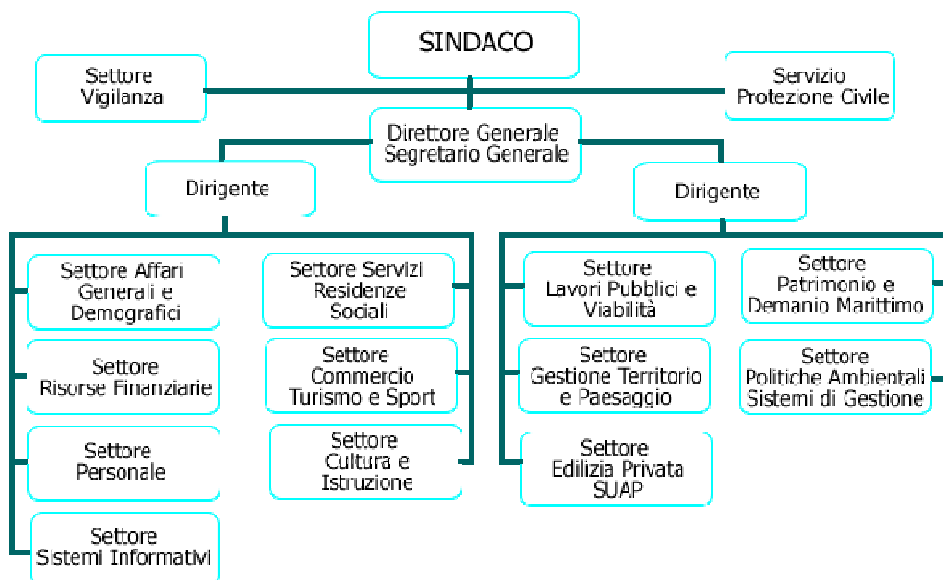 SINDACO
Settore
Vigilanza
Servizio
Protezione Civile
Direttore Generale
Segretario Generale
Dirigente
Dirigente
Settore Affari
Generali e
Demografici
Settore Servizi
Residenze
Sociali
Settore
Lavori Pubblici e
Viabilità
Settore
Patrimonio e
Demanio Marittimo
Settore
Risorse Finanziarie
Settore
Commercio
Turismo e Sport
Settore
Gestione Territorio
e Paesaggio
Settore
Politiche Ambientali
Sistemi di Gestione
Settore
Personale
Settore
Cultura e
Istruzione
Settore
Edilizia Privata
SUAP
Settore
Sistemi Informativi